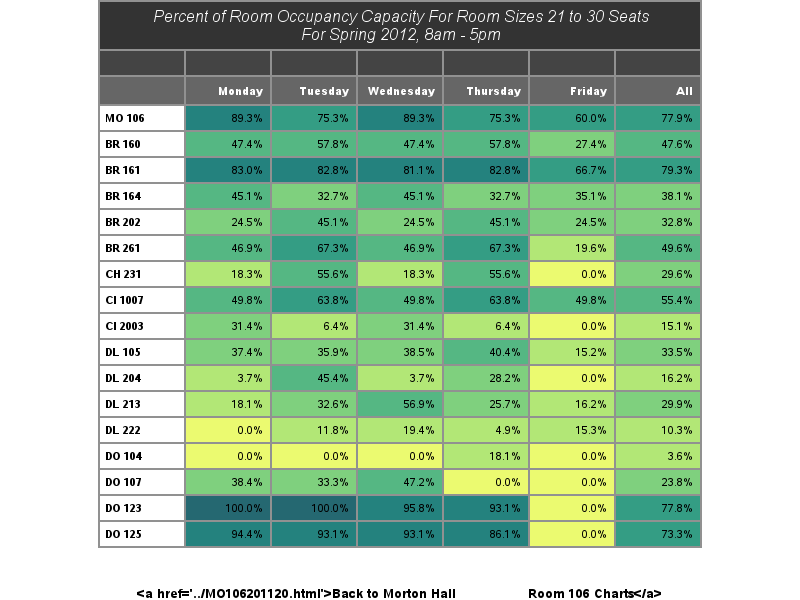 Percent of Room Occupancy Capacity For Room Sizes 21 to 30 Seats
For Spring 2012, 8am - 5pm
Monday Tuesday Wednesday Thursday Friday All
MO 106 89.3% 75.3% 89.3% 75.3% 60.0% 77.9%
BR 160 47.4% 57.8% 47.4% 57.8% 27.4% 47.6%
BR 161 83.0% 82.8% 81.1% 82.8% 66.7% 79.3%
BR 164 45.1% 32.7% 45.1% 32.7% 35.1% 38.1%
BR 202 24.5% 45.1% 24.5% 45.1% 24.5% 32.8%
BR 261 46.9% 67.3% 46.9% 67.3% 19.6% 49.6%
CH 231 18.3% 55.6% 18.3% 55.6% 0.0% 29.6%
CI 1007 49.8% 63.8% 49.8% 63.8% 49.8% 55.4%
CI 2003 31.4% 6.4% 31.4% 6.4% 0.0% 15.1%
DL 105 37.4% 35.9% 38.5% 40.4% 15.2% 33.5%
DL 204 3.7% 45.4% 3.7% 28.2% 0.0% 16.2%
DL 213 18.1% 32.6% 56.9% 25.7% 16.2% 29.9%
DL 222 0.0% 11.8% 19.4% 4.9% 15.3% 10.3%
DO 104 0.0% 0.0% 0.0% 18.1% 0.0% 3.6%
DO 107 38.4% 33.3% 47.2% 0.0% 0.0% 23.8%
DO 123 100.0% 100.0% 95.8% 93.1% 0.0% 77.8%
DO 125 94.4% 93.1% 93.1% 86.1% 0.0% 73.3%
<a href='../MO106201120.html'>Back to Morton Hall Room 106 Charts</a>